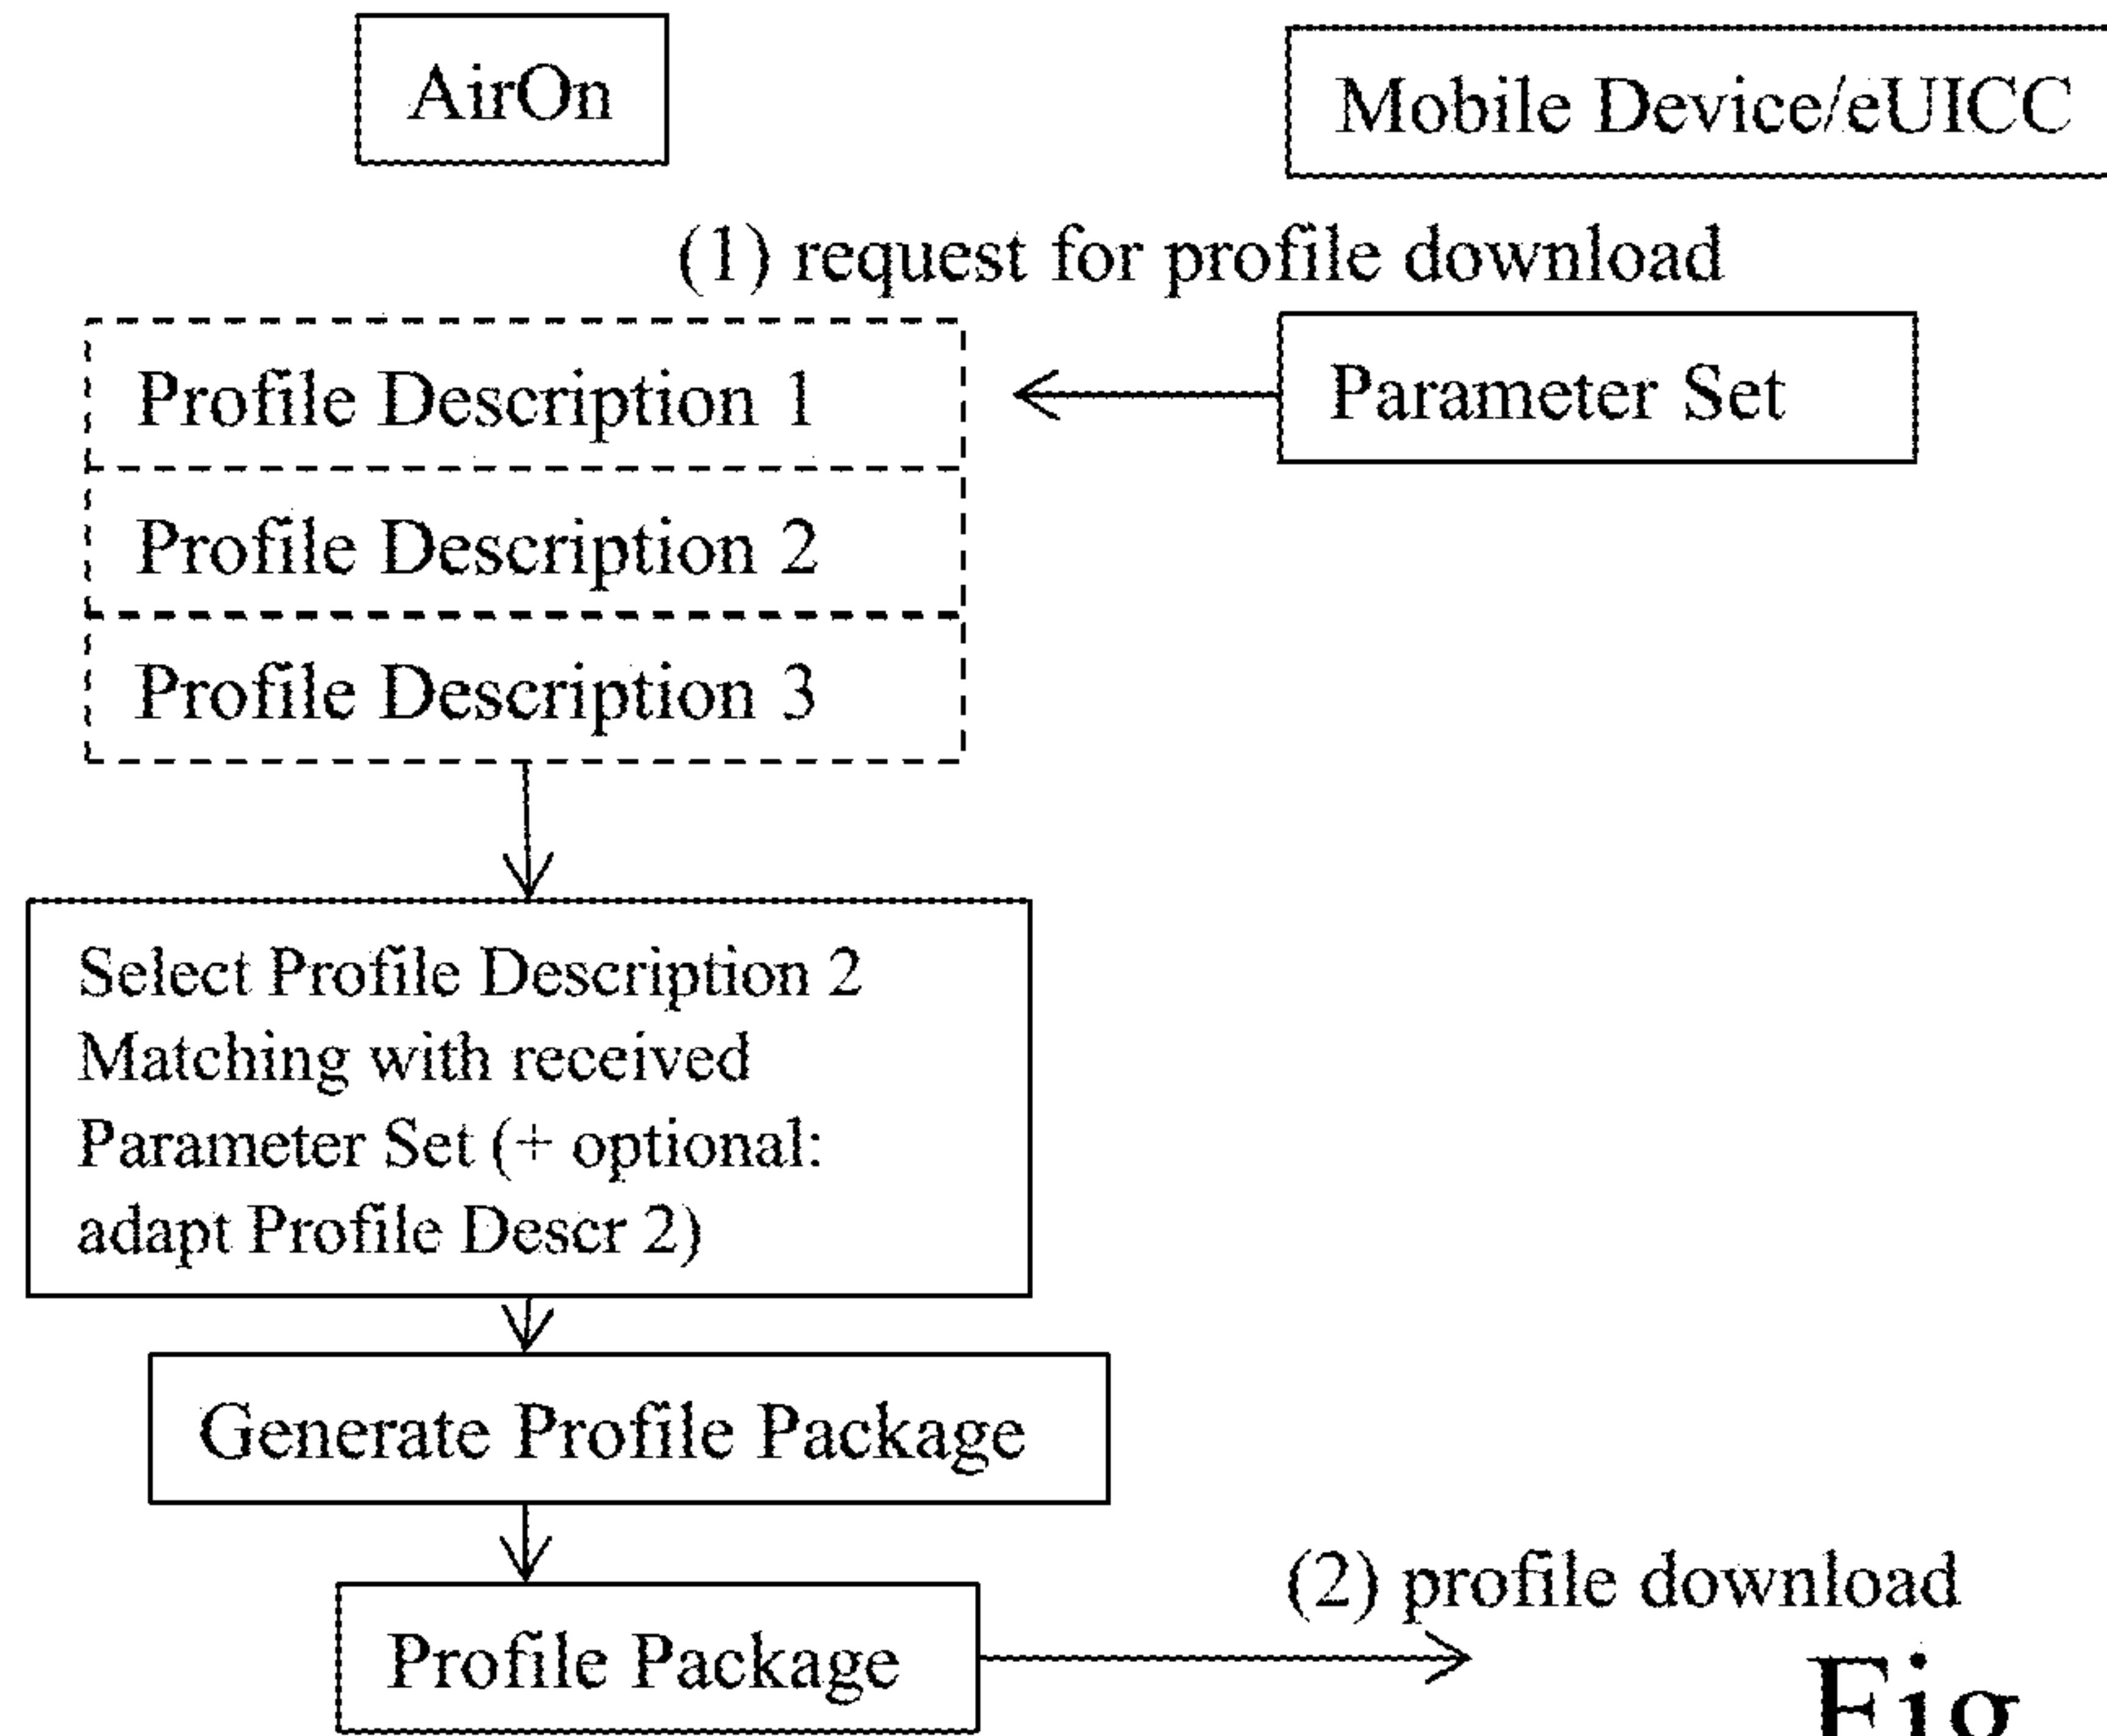 AirOn
Mobile Device/eUICC
(1) request for profile download
Profile Description 1
Parameter Set
Profile Description 2
Profile Description 3
Select Profile Description 2
Matching with received
Parameter Set (+ optional:
adapt Profile Descr 2)
Generate Profile Package
(2) profile download
Profile Package
Fig